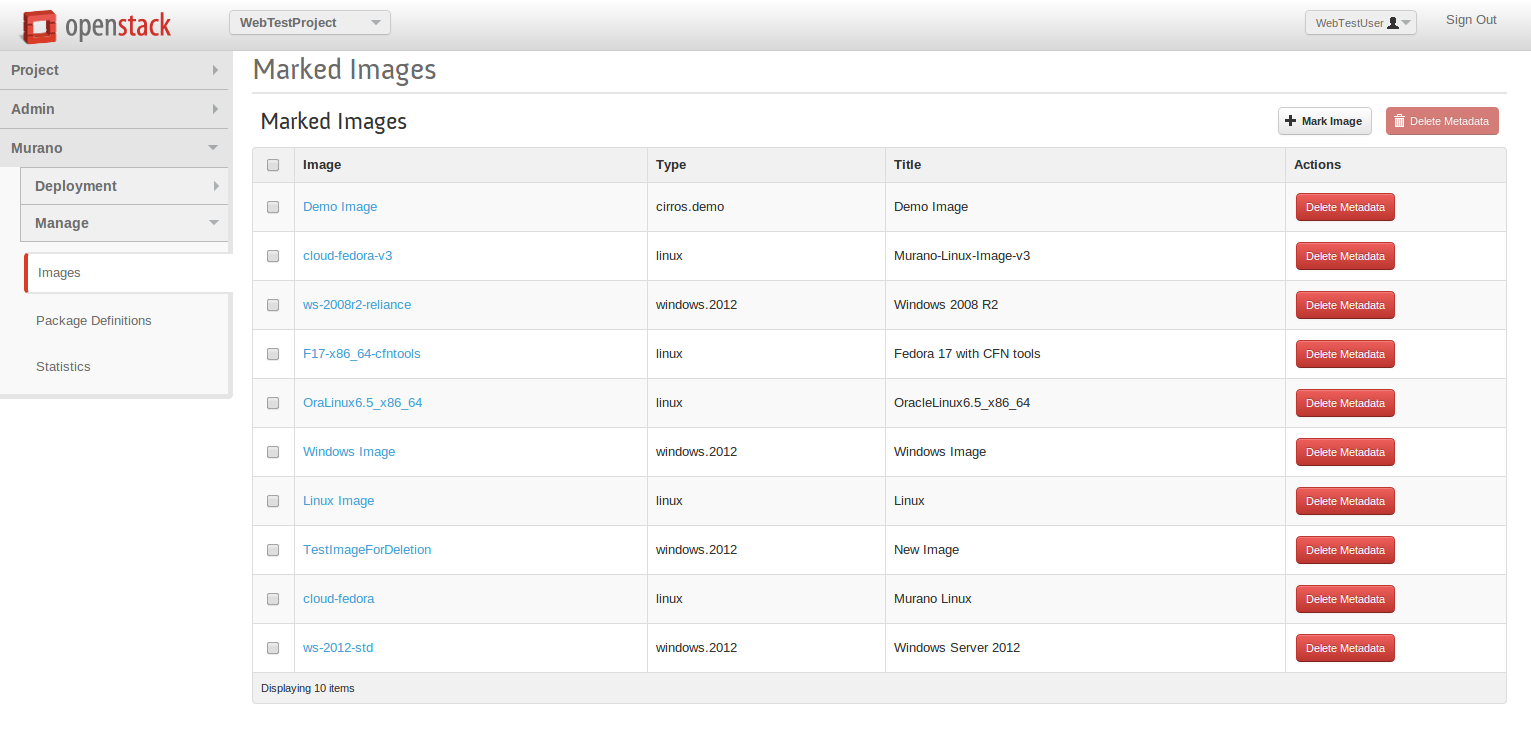 openstack WebTestProject WebTestUser Sign Out
Project
Admin
Murano
Deployment
Manage
Images
Package Definitions
Statistics
Marked Images
Marked Images Mark Image Delete Metadata
Image Type Title Actions
Demo Image cirros.demo Demo Image Delete Metadata
cloud-fedora-v3 linux Murano-Linux-Image-v3 Delete Metadata
ws-2008r2-reliance windows.2012 Windows 2008 R2 Delete Metadata
F17-x86_64-cfntools linux Fedora 17 with CFN tools Delete Metadata
OraLinux6.5_x86_64 linux OracleLinux6.5_x86_64 Delete Metadata
Windows Image windows.2012 Windows Image Delete Metadata
Linux Image linux Linux Delete Metadata
TestImageForDeletion windows.2012 New Image Delete Metadata
cloud-fedora linux Murano Linux Delete Metadata
ws-2012-std windows.2012 Windows Server 2012 Delete Metadata
Displaying 10 items